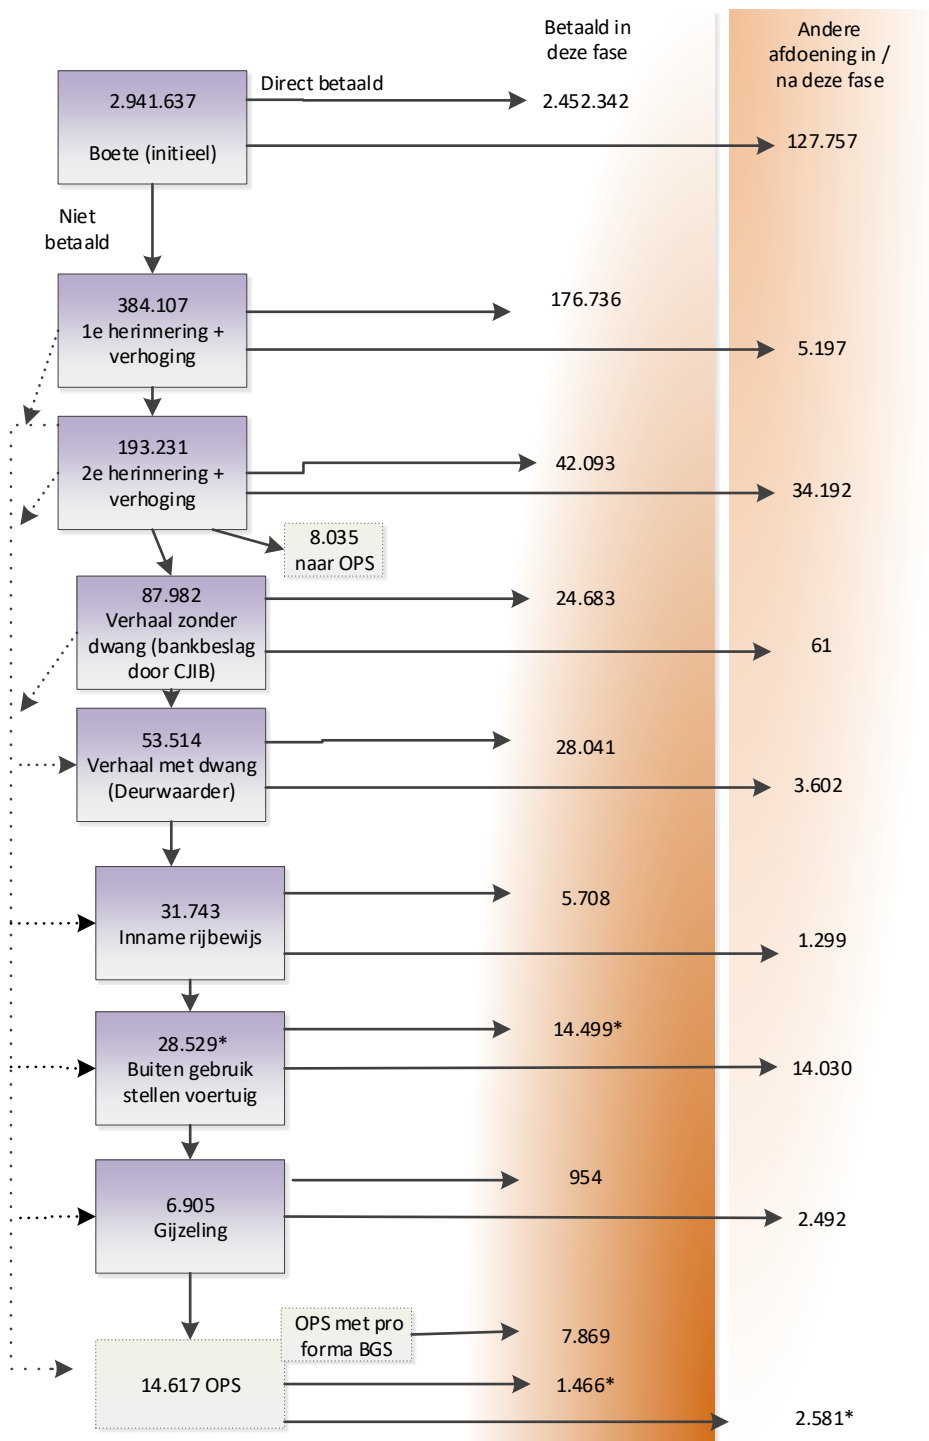 Betaald in
deze fase
Andere
afdoening in /
na deze fase
2.941.637
Boete (initieel)
Direct betaald
2.452.342
127.757
Niet
betaald
384.107
1e herinnering +
verhoging
176.736
5.197
193.231
2e herinnering +
verhoging
42.093
34.192
8.035
naar OPS
87.982
Verhaal zonder
dwang (bankbeslag
door CJIB)
24.683
61
53.514
Verhaal met dwang
(Deurwaarder)
28.041
3.602
31.743
Inname rijbewijs
5.708
1.299
28.529*
Buiten gebruik
stellen voertuig
14.499*
14.030
6.905
Gijzeling
954
2.492
OPS met pro
forma BGS
7.869
14.617 OPS
1.466*
2.581*